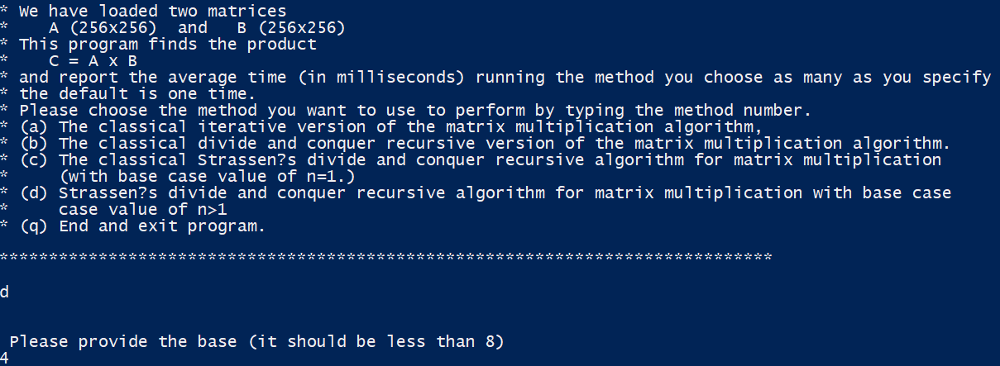 * We have loaded two matrices
*    A (256x256)  and   B (256x256)
* This program finds the product
*    C = A x B
* and report the average time (in milliseconds) running the method you choose as many as you specify
* the default is one time.
* Please choose the method you want to use to perform by typing the method number.
* (a) The classical iterative version of the matrix multiplication algorithm,
* (b) The classical divide and conquer recursive version of the matrix multiplication algorithm.
* (c) The classical Strassen?s divide and conquer recursive algorithm for matrix multiplication
*     (with base case value of n=1.)
* (d) Strassen?s divide and conquer recursive algorithm for matrix multiplication with base case
*     case value of n>1
* (q) End and exit program.
******************************************************************************
d
Please provide the base (it should be less than 8)
4